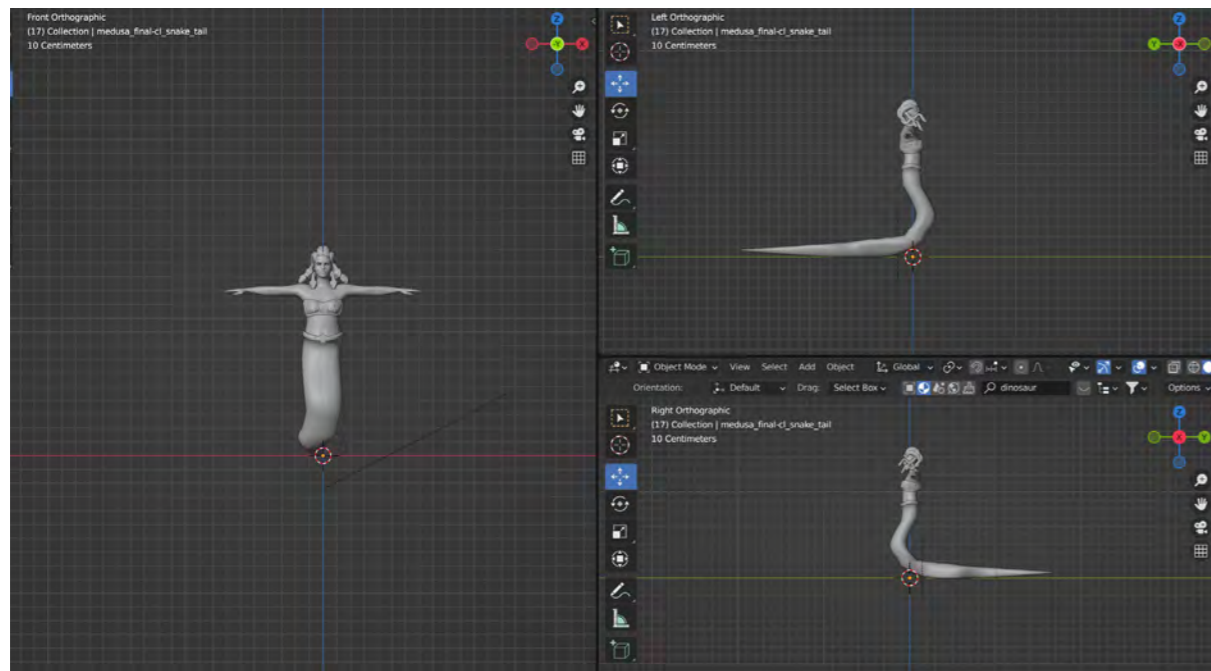 Front Orthographic
(17) Collection | medusa_final-cl_snake_tail
10 Centimeters
Z
-Y
X
Left Orthographic
(17) Collection | medusa_final-cl_snake_tail
10 Centimeters
Z
Y
-X
Object Mode View Select Add Object Global
Orientation: Default Drag: Select Box dinosaur Options
Right Orthographic
(17) Collection | medusa_final-cl_snake_tail
10 Centimeters
Z
X
Y